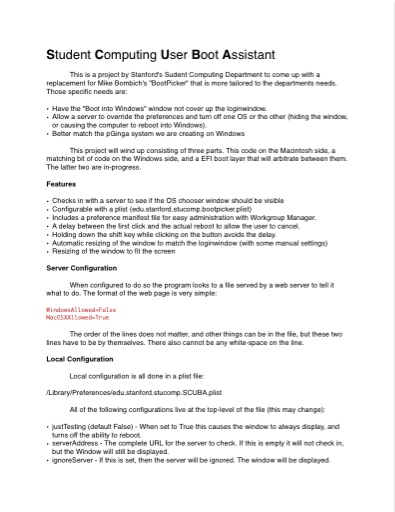 Student Computing User Boot Assistant
This is a project by Stanford's Sudent Computing Department to come up with a
replacement for Mike Bombich's "BootPicker" that is more tailored to the departments needs.
Those specific needs are:
• Have the "Boot into Windows" window not cover up the loginwindow.
• Allow a server to override the preferences and turn off one OS or the other (hiding the window,
or causing the computer to reboot into Windows).
• Better match the pGinga system we are creating on Windows
This project will wind up consisting of three parts. This code on the Macintosh side, a
matching bit of code on the Windows side, and a EFI boot layer that will arbitrate between them.
The latter two are in-progress.
Features
• Checks in with a server to see if the OS chooser window should be visible
• Configurable with a plist (edu.stanford.stucomp.bootpicker.plist)
• Includes a preference manifest file for easy administration with Workgroup Manager.
• A delay between the first click and the actual reboot to allow the user to cancel.
• Holding down the shift key while clicking on the button avoids the delay.
• Automatic resizing of the window to match the loginwindow (with some manual settings)
• Resizing of the window to fit the screen
Server Configuration
When configured to do so the program looks to a file served by a web server to tell it
what to do. The format of the web page is very simple:
WindowsAllowed=False
MacOSXAllowed=True
The order of the lines does not matter, and other things can be in the file, but these two
lines have to be by themselves. There also cannot be any white-space on the line.
Local Configuration
Local configuration is all done in a plist file:
/Library/Preferences/edu.stanford.stucomp.SCUBA.plist
All of the following configurations live at the top-level of the file (this may change):
• justTesting (default False) - When set to True this causes the window to always display, and
turns off the ability to reboot.
• serverAddress - The complete URL for the server to check. If this is empty it will not check in,
but the Window will still be displayed.
• ignoreServer - If this is set, then the server will be ignored. The window will be displayed.